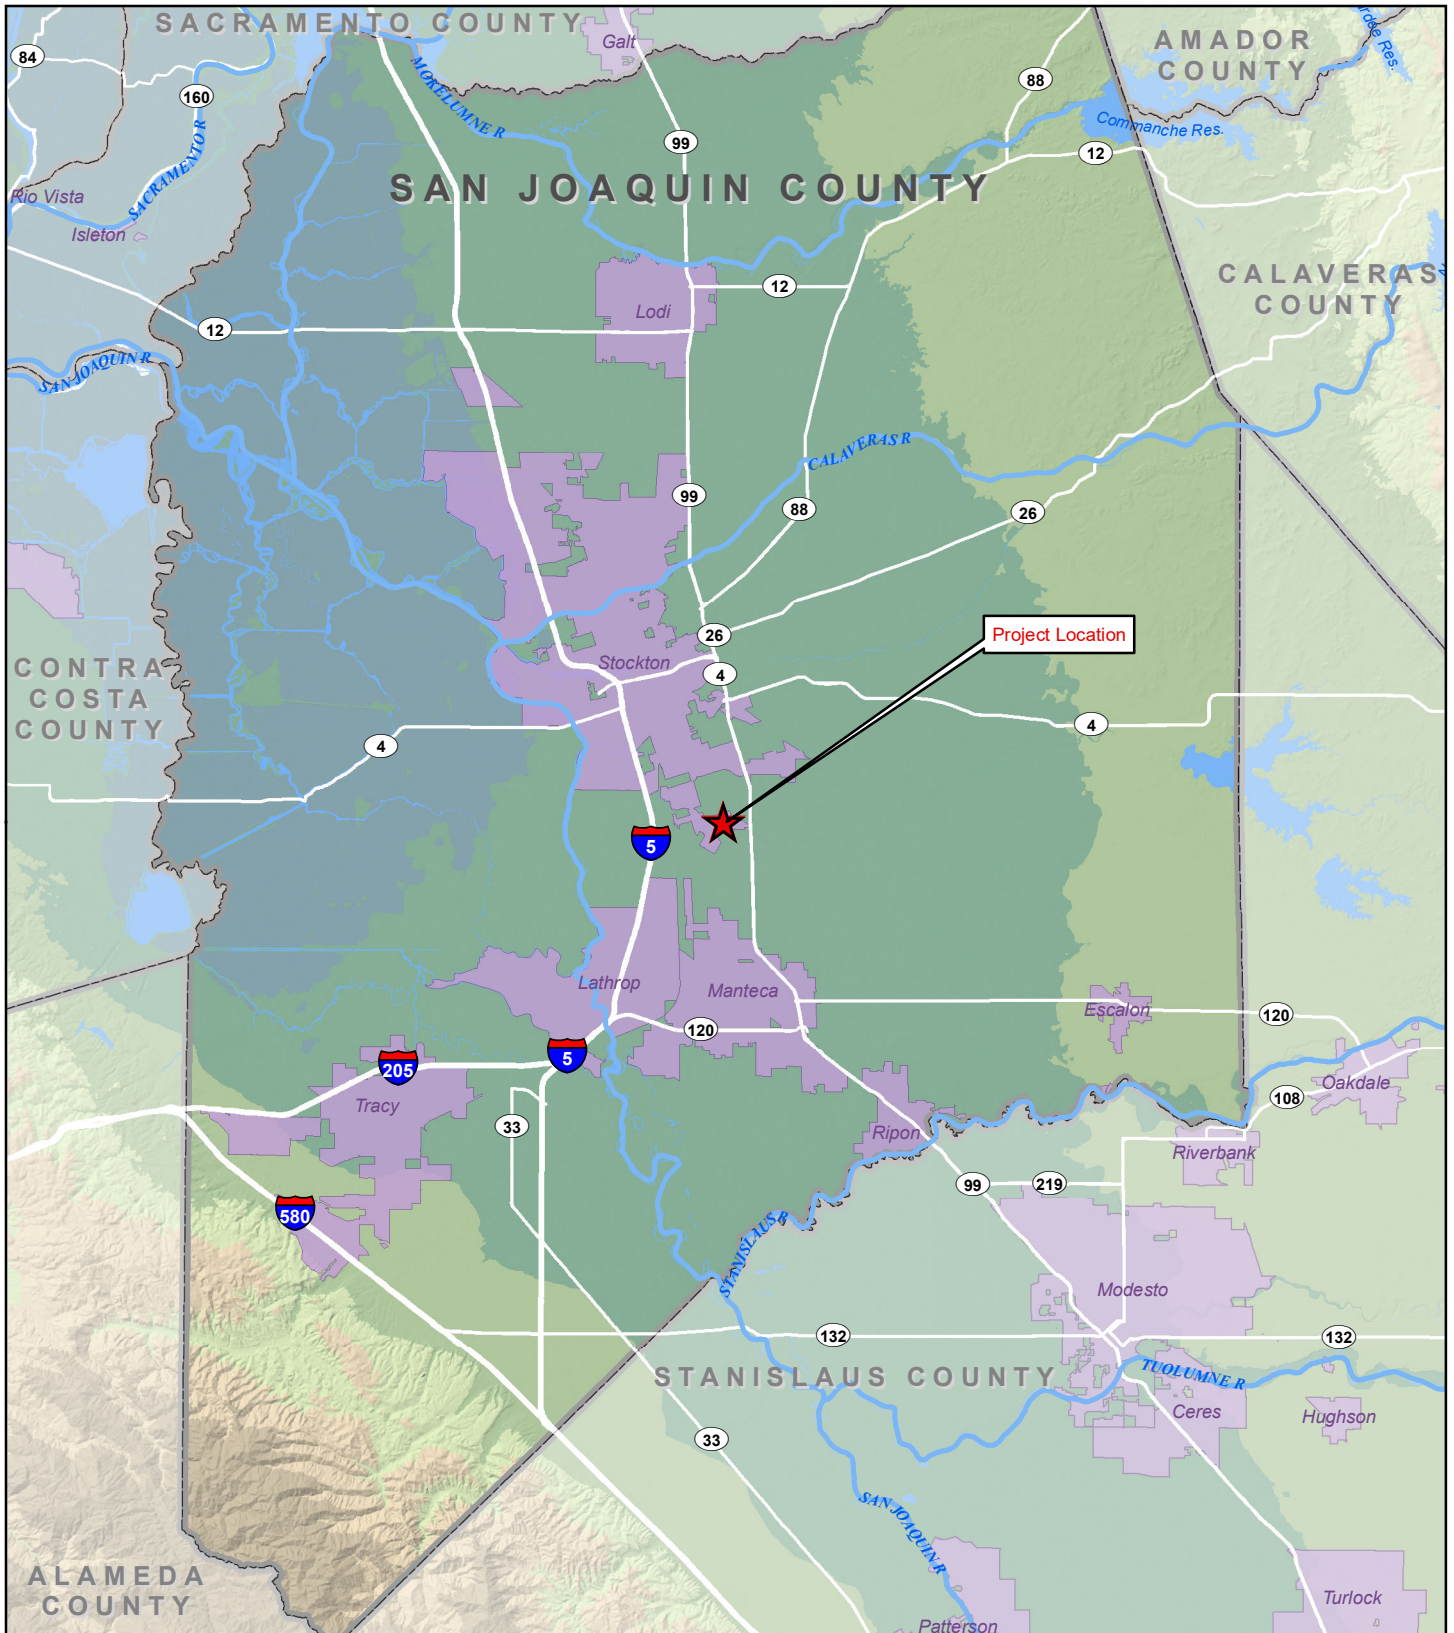 SACRAMENTO COUNTY
Galt
AMADOR
COUNTY
ardee Res.
84
160
88
MOKELUMNE R
Commanche Res.
99
12
SACRAMENTO R
SAN JOAQUIN COUNTY
Rio Vista
Isleton
CALAVERAS
COUNTY
12
Lodi
12
SAN JOAQUIN R
CALAVERAS R
99
88
26
26
Project Location
Stockton
4
CONTRA
COSTA
COUNTY
4
4
5
Lathrop
Manteca
Escalon
120
120
5
205
Tracy
33
Oakdale
108
Ripon
Riverbank
99
219
580
STANISLAUS R
Modesto
132
132
STANISLAUS COUNTY
TUOLUMNE R
Ceres
Hughson
33
SAN JOAQUIN R
ALAMEDA
COUNTY
Turlock
Patterson